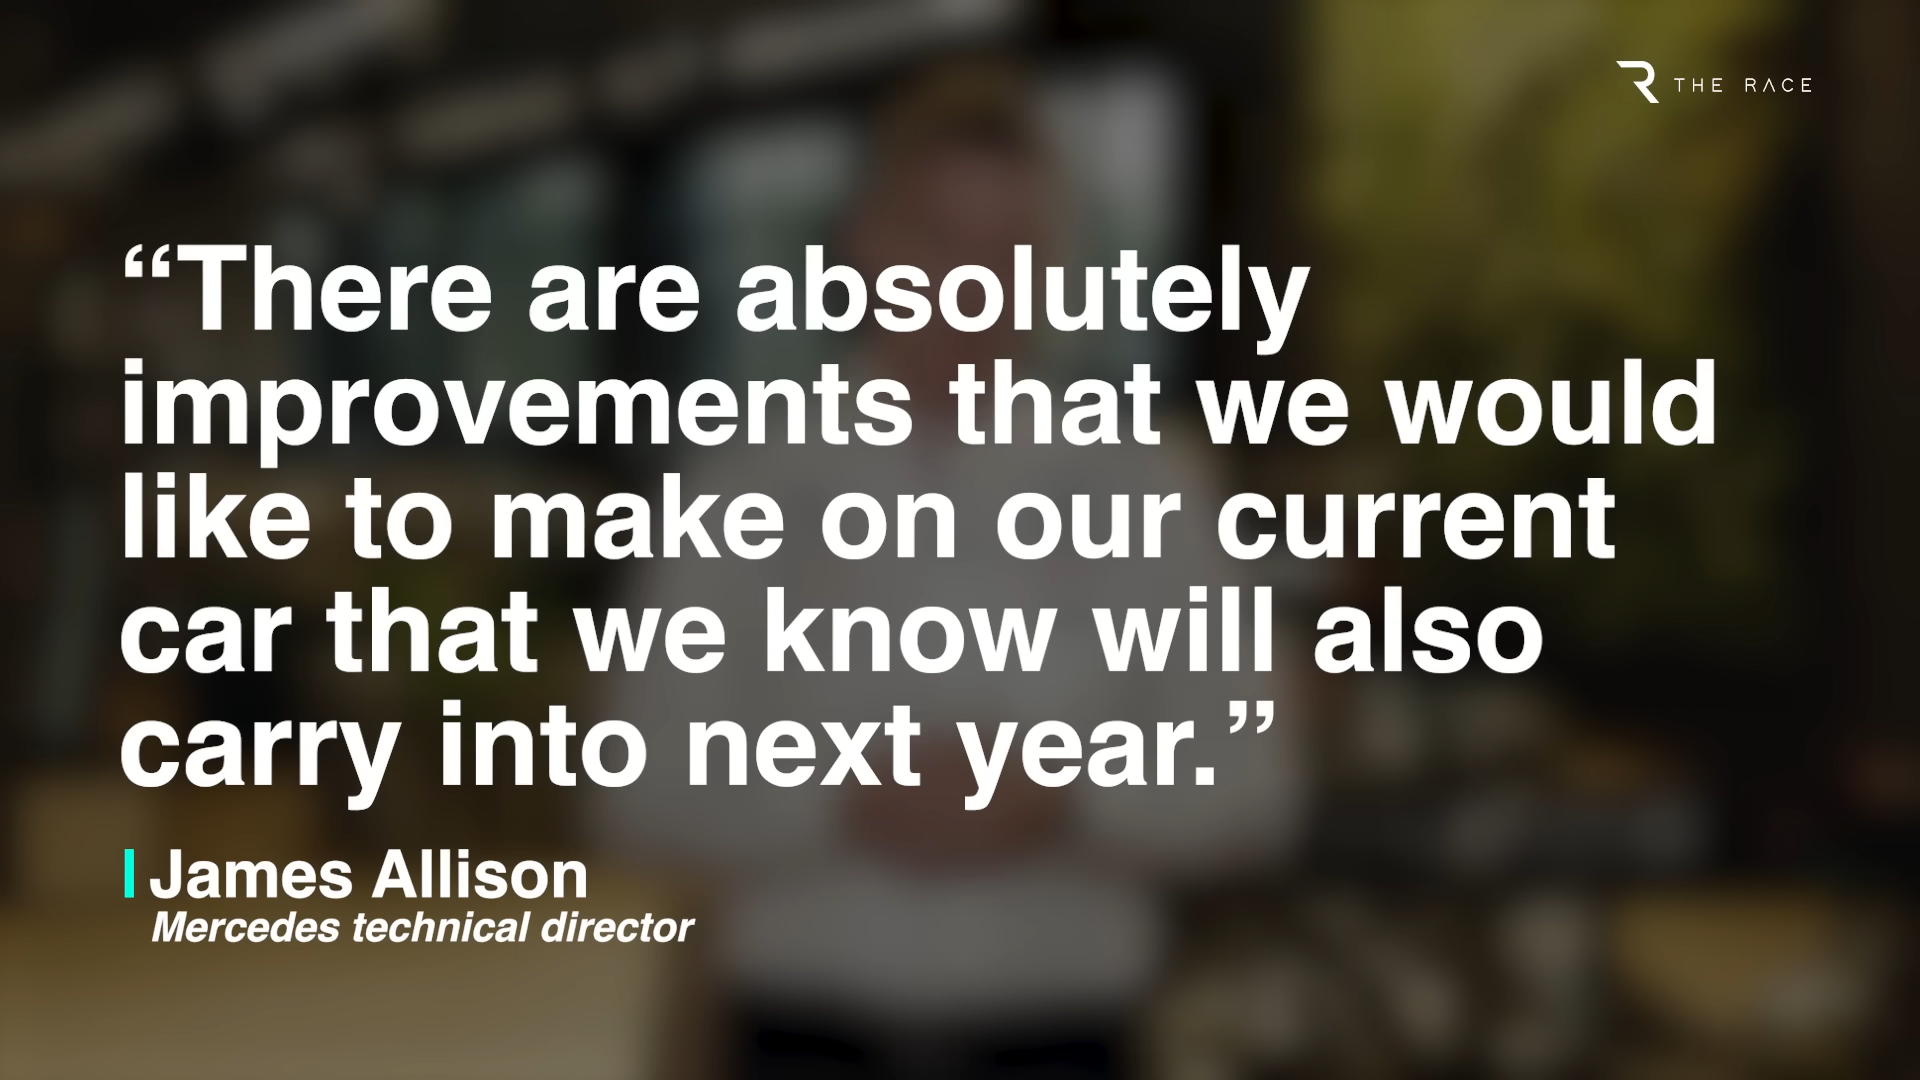 THE RACE
“There are absolutely
improvements that we would
like to make on our current
car that we know will also
carry into next year.”
James Allison
Mercedes technical director